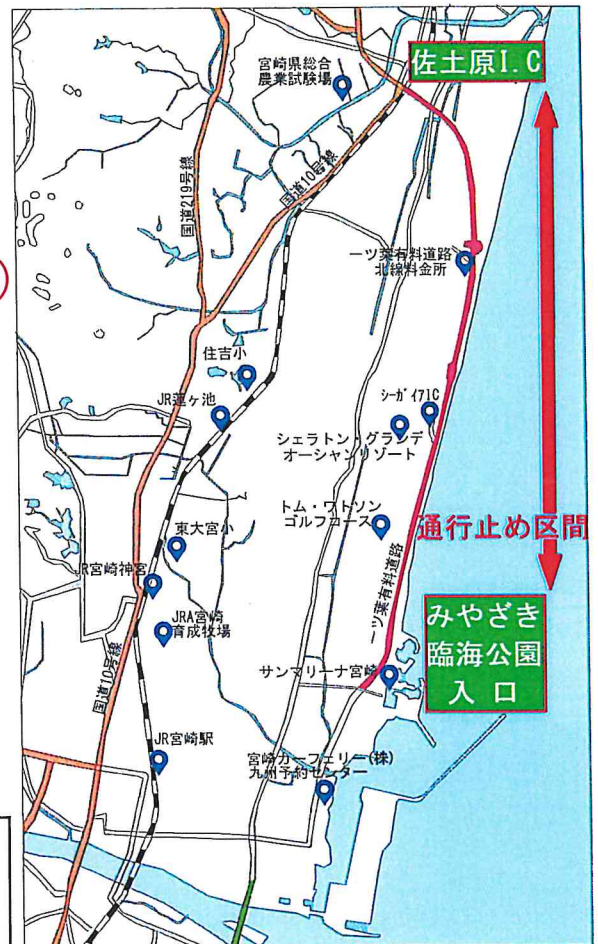 佐土原I.C
宮崎県総合
農業試験場
国道219号線
国道10号線
一ツ葉有料道路
北線料金所
住吉小
JR蓮ヶ池
シーガイアIC
シェラトン・グランデ
オーシャンリゾート
トム・ワトソン
ゴルフコース
通行止め区間
東大宮小
JR宮崎神宮
一ツ葉有料道路
JRA宮崎
育成牧場
みやざき
臨海公園
入口
サンマリーナ宮崎
国道10号線
JR宮崎駅
宮崎カーフェリー(株)
九州予約センター